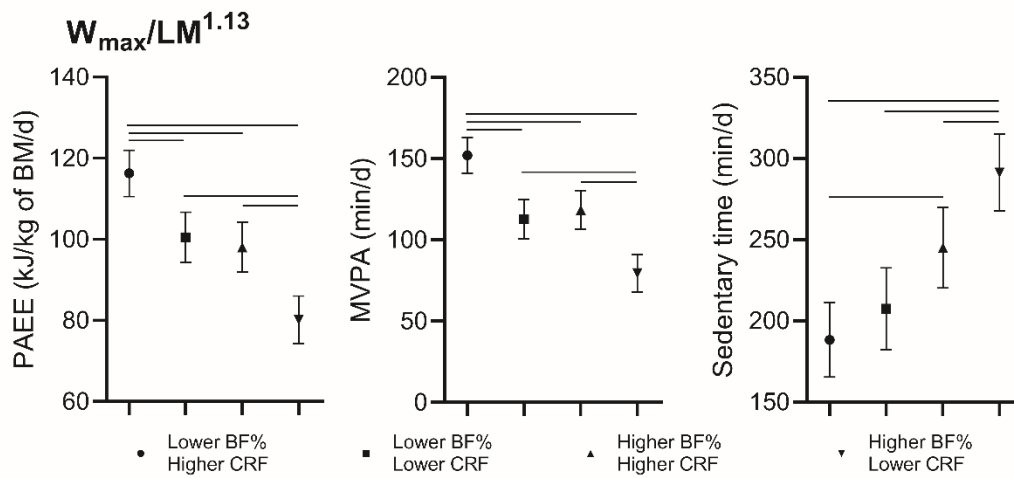 Wmax/LM1.13
PAEE (kJ/kg of BM/d)
140
120
100
80
60
MVPA (min/d)
200
150
100
50
0
Sedentary time (min/d)
350
300
250
200
150
Lower BF%
Higher CRF
Lower BF%
Lower CRF
Higher BF%
Higher CRF
Higher BF%
Lower CRF